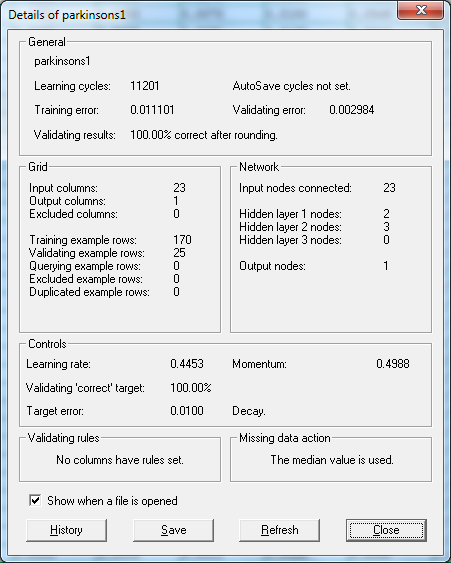 Details of parkinsons1
General
parkinsons1
Learning cycles: 11201 AutoSave cycles not set.
Training error: 0.011101 Validating error: 0.002984
Validating results: 100.00% correct after rounding.
Grid
Input columns: 23
Output columns: 1
Excluded columns: 0
Training example rows: 170
Validating example rows: 25
Querying example rows: 0
Excluded example rows: 0
Duplicated example rows: 0
Network
Input nodes connected: 23
Hidden layer 1 nodes: 2
Hidden layer 2 nodes: 3
Hidden layer 3 nodes: 0
Output nodes: 1
Controls
Learning rate: 0.4453 Momentum: 0.4988
Validating 'correct' target: 100.00%
Target error: 0.0100 Decay.
Validating rules
No columns have rules set.
Missing data action
The median value is used.
Show when a file is opened
History Save Refresh Close